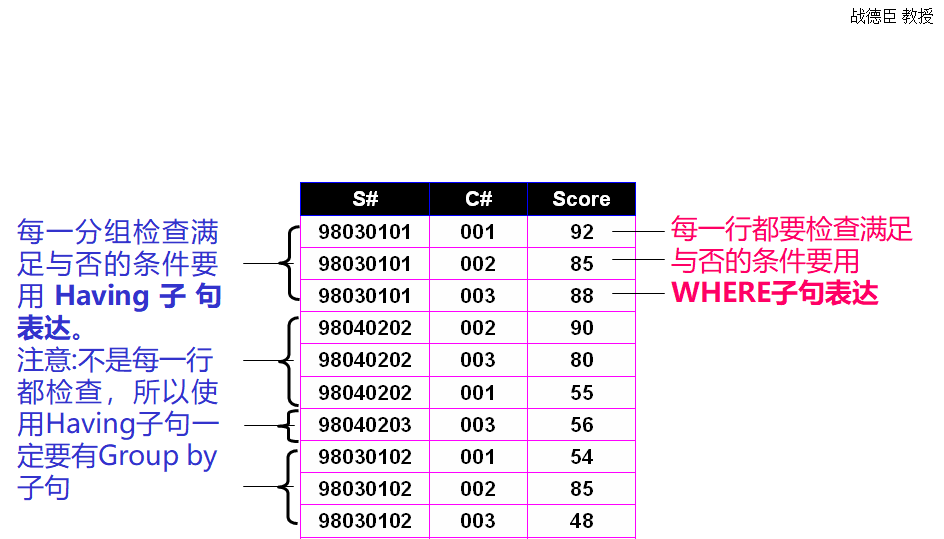 战德臣 教授
每一分组检查满
足与否的条件要
用 Having 子 句
表达。
注意:不是每一行
都检查，所以使
用Having子句一
定要有Group by
子句
S# C# Score
98030101 001 92
98030101 002 85
98030101 003 88
98040202 002 90
98040202 003 80
98040202 001 55
98040203 003 56
98030102 001 54
98030102 002 85
98030102 003 48
每一行都要检查满足
与否的条件要用
WHERE子句表达